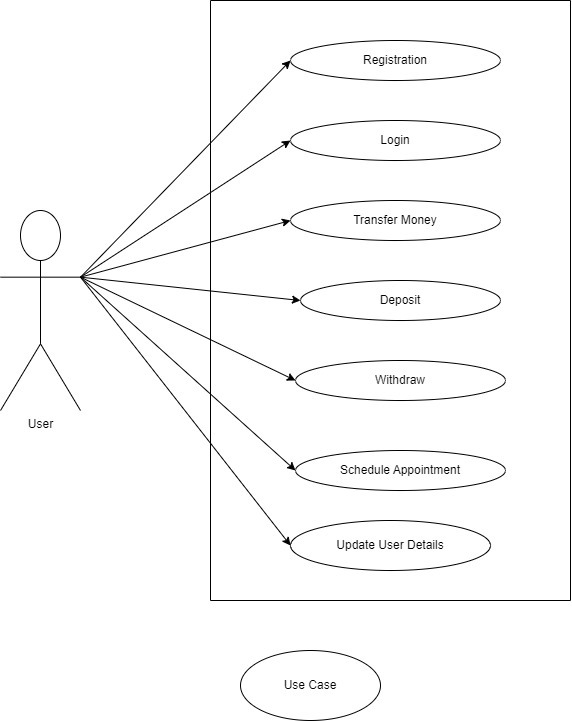 Registration
Login
Transfer Money
Deposit
Withdraw
User
Schedule Appointment
Update User Details
Use Case